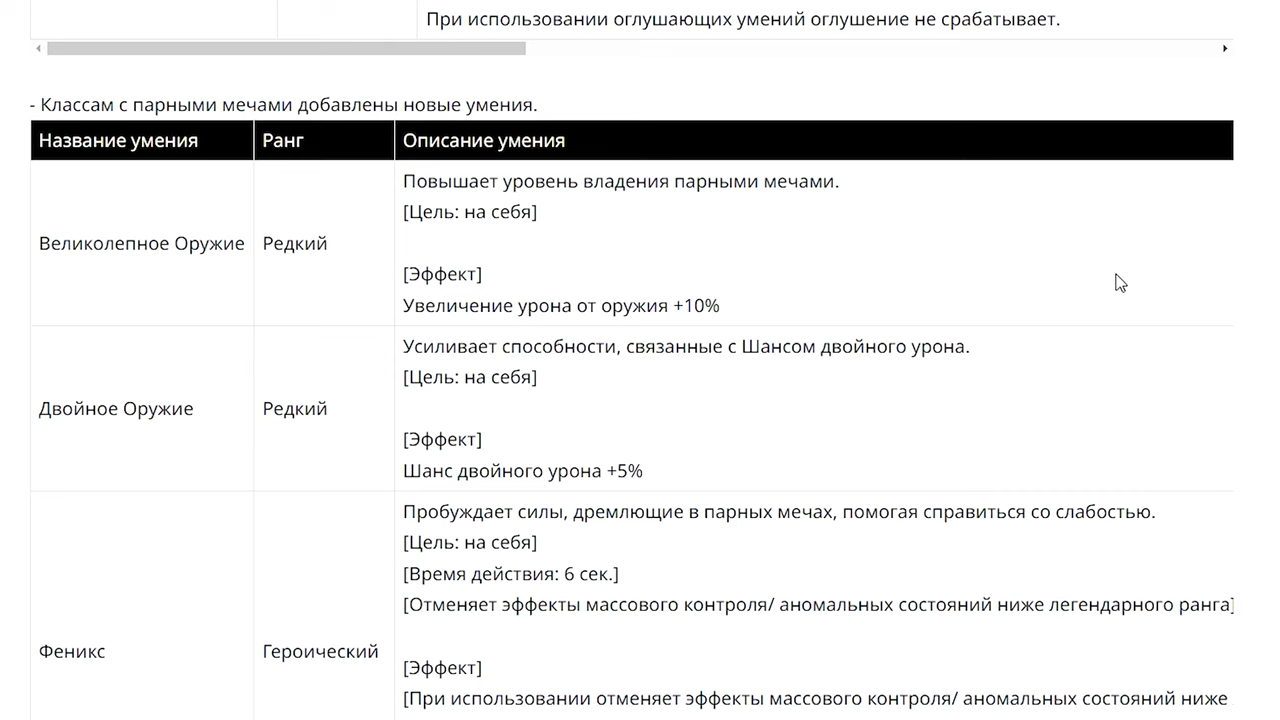 При использовании оглушающих умений оглушение не срабатывает.
- Классам с парными мечами добавлены новые умения.
Название умения Ранг Описание умения
Повышает уровень владения парными мечами.
[Цель: на себя]
Великолепное Оружие Редкий
[Эффект]
Увеличение урона от оружия +10%
Усиливает способности, связанные с Шансом двойного урона.
[Цель: на себя]
Двойное Оружие Редкий
[Эффект]
Шанс двойного урона +5%
Пробуждает силы, дремлющие в парных мечах, помогая справиться со слабостью.
[Цель: на себя]
[Время действия: 6 сек.]
[Отменяет эффекты массового контроля/ аномальных состояний ниже легендарного ранга]
Феникс Героический
[Эффект]
[При использовании отменяет эффекты массового контроля/ аномальных состояний ниже